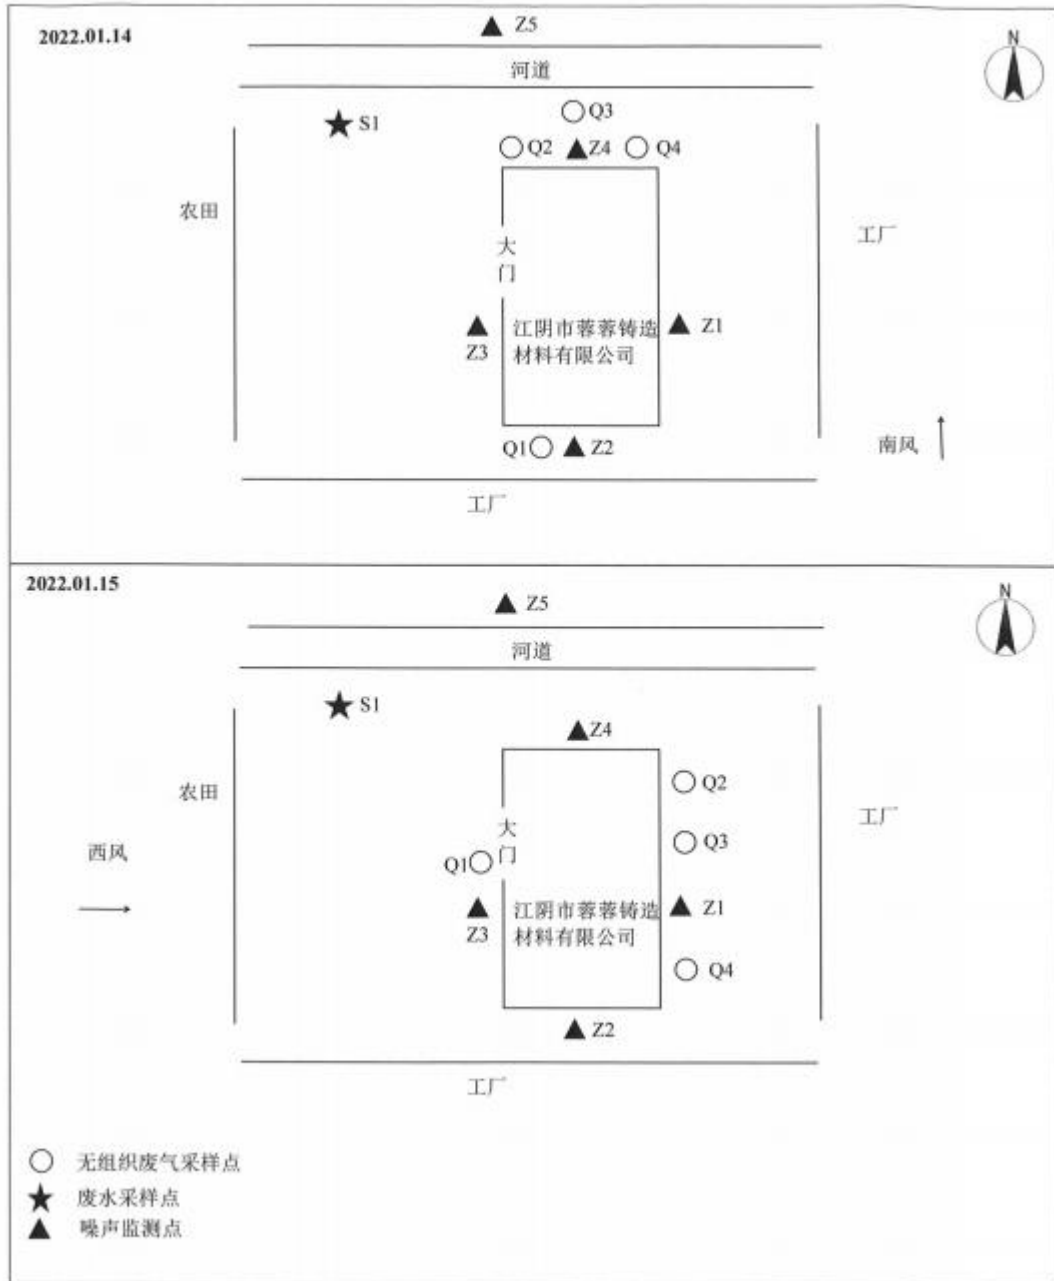 2022.01.14
Z5
N
河道
S1
Q3
Q2
Z4
Q4
农田
工厂
大
门
Z3
江阴市蓉蓉铸造
材料有限公司
Z1
Q1
Z2
南风
工厂
2022.01.15
Z5
N
河道
S1
Z4
Q2
农田
工厂
西风
大
门
Q3
Q1
Z3
江阴市蓉蓉铸造
材料有限公司
Z1
Q4
Z2
工厂
无组织废气采样点
废水采样点
噪声监测点